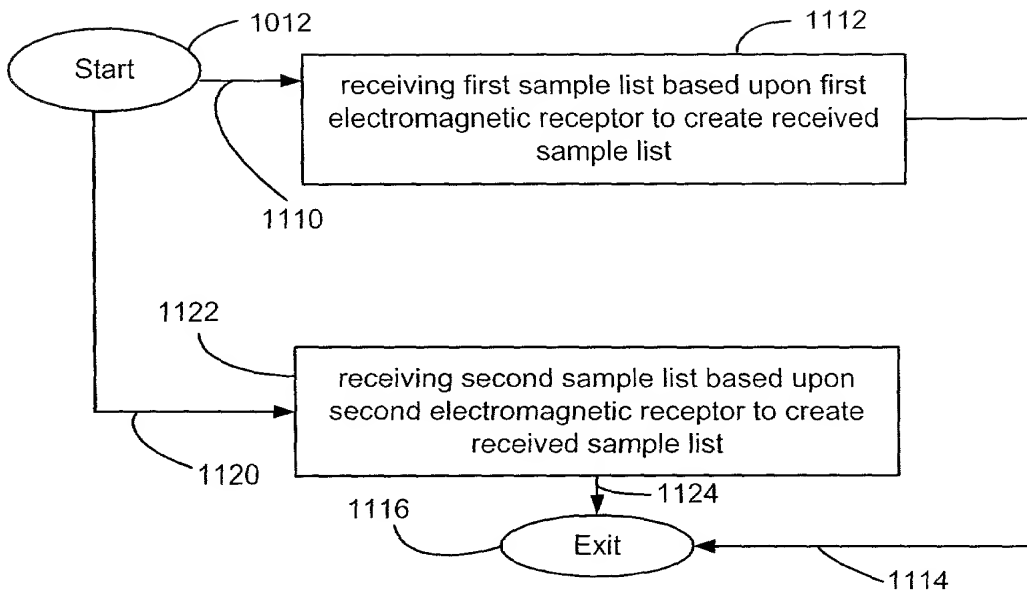 1012
1112
Start
receiving first sample list based upon first
electromagnetic receptor to create received
sample list
1110
1122
receiving second sample list based upon
second electromagnetic receptor to create
received sample list
1120
1124
1116
Exit
1114